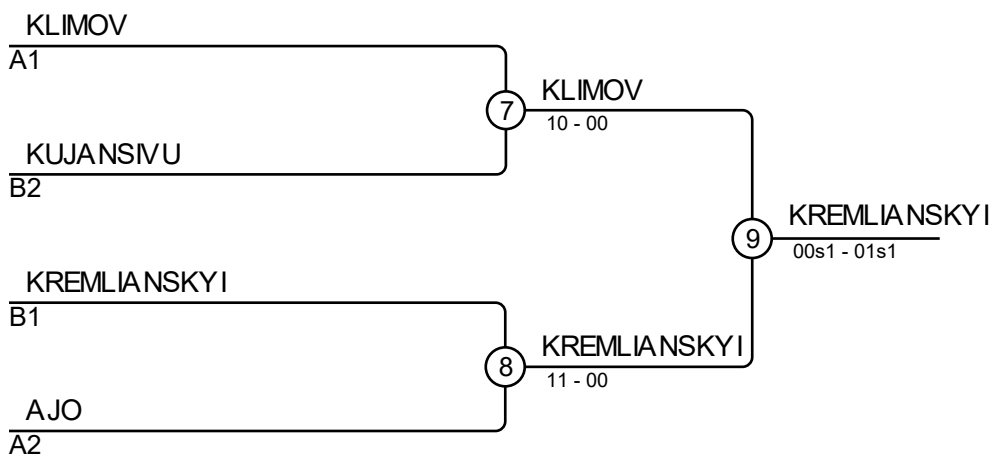 KLIMOV
A1
7
KLIMOV
10 - 00
KUJANSIVU
B2
9
KREMLIANSKYI
00s1 - 01s1
KREMLIANSKYI
B1
8
KREMLIANSKYI
11 - 00
AJO
A2